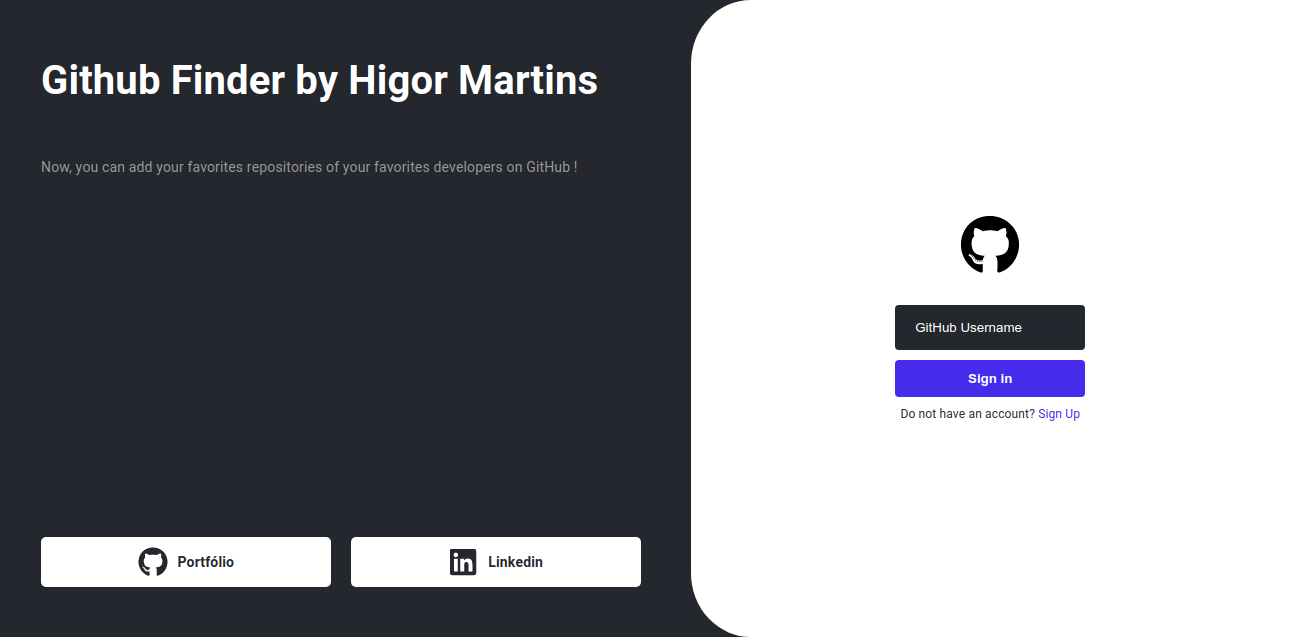 Github Finder by Higor Martins
Now, you can add your favorites repositories of your favorites developers on GitHub !
Portfólio
Linkedin
GitHub Username
Sign in
Do not have an account? Sign Up